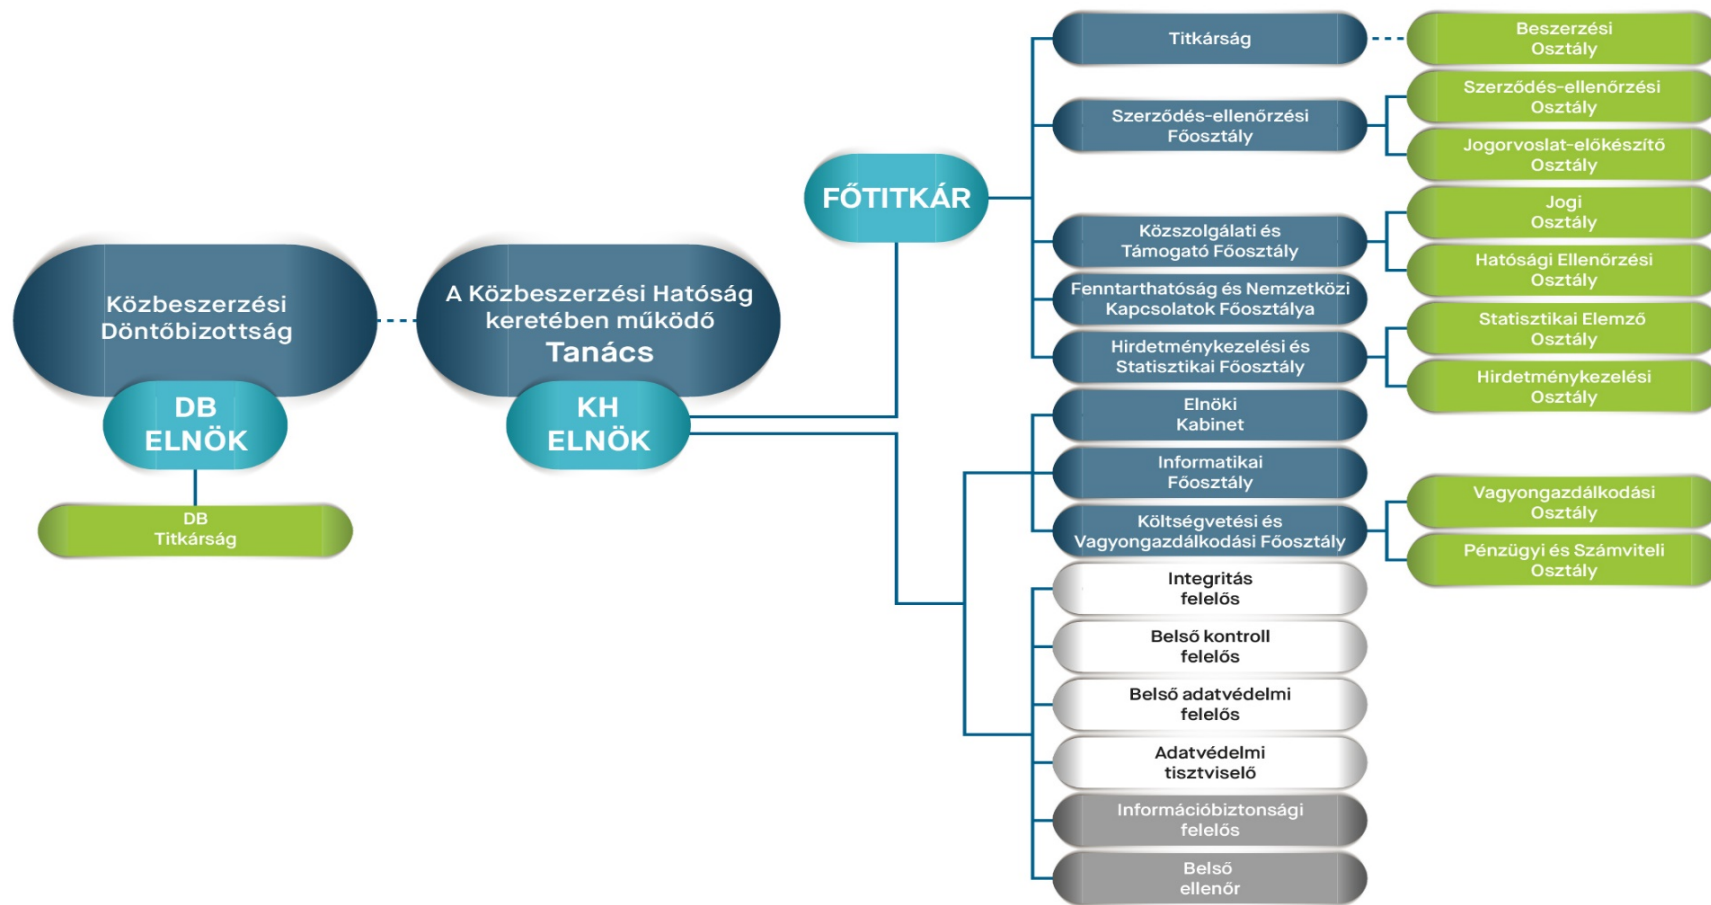 Közbeszerzési
Döntőbizottság
DB
ELNÖK
DB
Titkárság
A Közbeszerzési Hatóság
keretében működő
Tanács
KH
ELNÖK
FŐTITKÁR
Titkárság
Beszerzési
Osztály
Szerződés-ellenőrzési
Főosztály
Szerződés-ellenőrzési
Osztály
Jogorvoslat-előkészítő
Osztály
Közszolgálati és
Támogató Főosztály
Jogi
Osztály
Hatósági Ellenőrzési
Osztály
Fenntarthatóság és Nemzetközi
Kapcsolatok Főosztálya
Hirdetménykezelési és
Statisztikai Főosztály
Statisztikai Elemző
Osztály
Hirdetménykezelési
Osztály
Elnöki
Kabinet
Informatikai
Főosztály
Költségvetési és
Vagyongazdálkodási Főosztály
Vagyongazdálkodási
Osztály
Pénzügyi és Számviteli
Osztály
Integritás
felelős
Belső kontroll
felelős
Belső adatvédelmi
felelős
Adatvédelmi
tisztviselő
Információbiztonsági
felelős
Belső
ellenőr